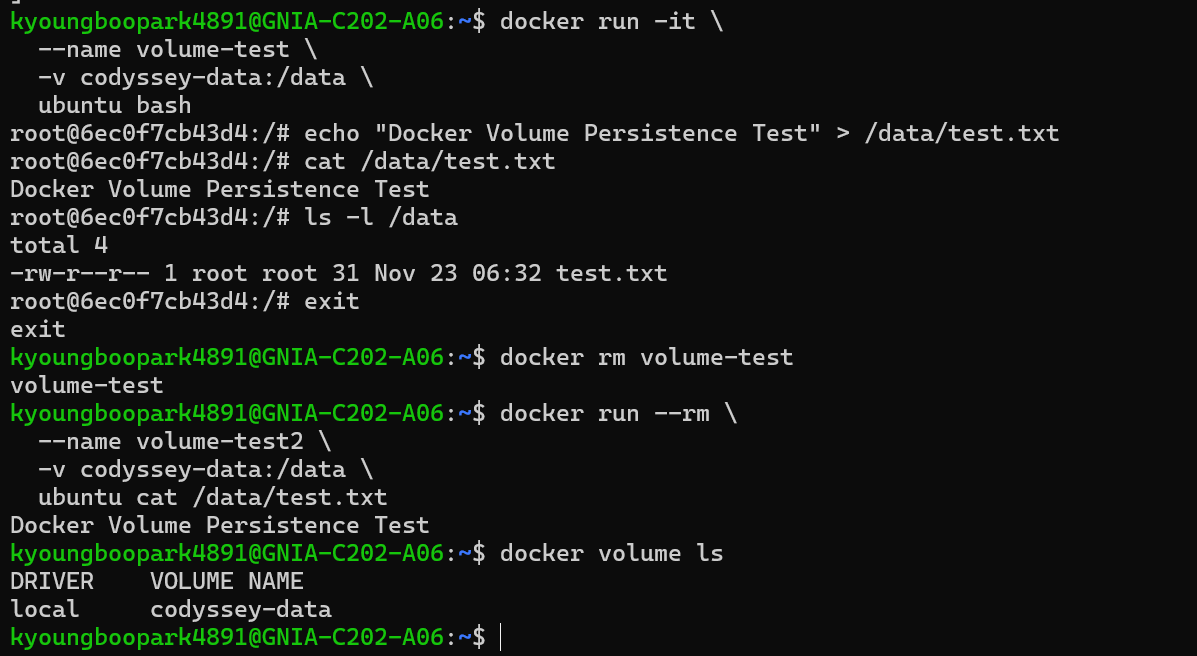 kyoungboopark4891@GNIA-C202-A06:~$ docker run -it \
  --name volume-test \
  -v codyssey-data:/data \
  ubuntu bash
root@6ec0f7cb43d4:/# echo "Docker Volume Persistence Test" > /data/test.txt
root@6ec0f7cb43d4:/# cat /data/test.txt
Docker Volume Persistence Test
root@6ec0f7cb43d4:/# ls -l /data
total 4
-rw-r--r-- 1 root root 31 Nov 23 06:32 test.txt
root@6ec0f7cb43d4:/# exit
exit
kyoungboopark4891@GNIA-C202-A06:~$ docker rm volume-test
volume-test
kyoungboopark4891@GNIA-C202-A06:~$ docker run --rm \
  --name volume-test2 \
  -v codyssey-data:/data \
  ubuntu cat /data/test.txt
Docker Volume Persistence Test
kyoungboopark4891@GNIA-C202-A06:~$ docker volume ls
DRIVER    VOLUME NAME
local     codyssey-data
kyoungboopark4891@GNIA-C202-A06:~$